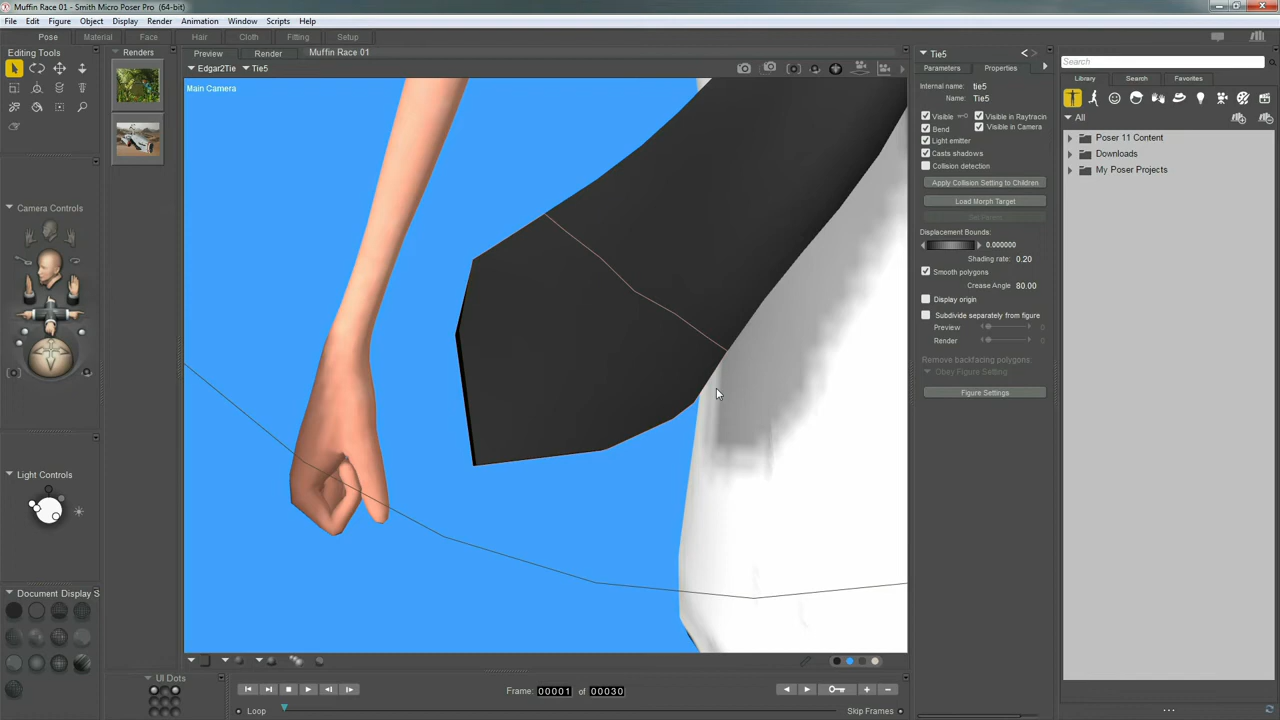 Muffin Race 01 - Smith Micro Poser Pro (64-bit)
File Edit Figure Object Display Render Animation Window Scripts Help
Pose Material Face Hair Cloth Fitting Setup
Editing Tools
Renders
Preview Render Muffin Race 01
Edgar2Tie Tie5
Main Camera
Camera Controls
Light Controls
Document Display S
UI Dots
Loop
Frame: 00001 of 00030
Skip Frames
Tie5
Parameters Properties
Internal name: tie5
Name: Tie5
Visible
Visible in Raytracin
Bend
Visible in Camera
Light emitter
Casts shadows
Collision detection
Apply Collision Setting to Children
Load Morph Target
Set Parent
Displacement Bounds:
0.000000
Shading rate: 0.20
Smooth polygons
Crease Angle 80.00
Display origin
Subdivide separately from figure
Preview 0
Render 0
Remove backfacing polygons:
Obey Figure Setting
Figure Settings
Search
Library Search Favorites
All
Poser 11 Content
Downloads
My Poser Projects